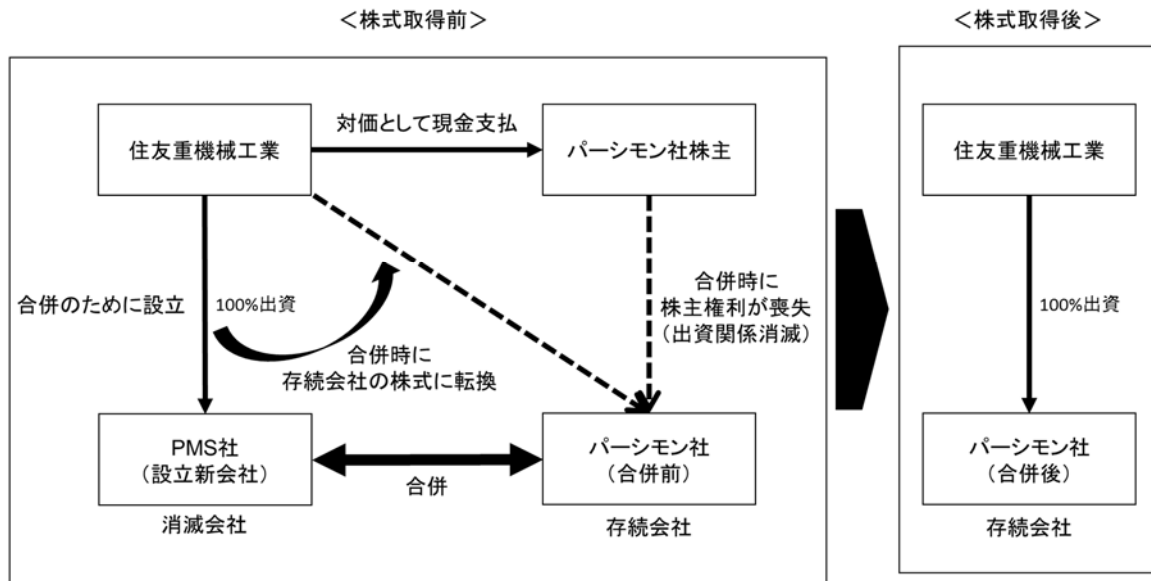 ＜株式取得前＞
住友重機械工業
対価として現金支払
パーシモン社株主
合併のために設立
100%出資
合併時に
株主権利が喪失
（出資関係消滅）
合併時に
存続会社の株式に転換
PMS社
（設立新会社）
消滅会社
合併
パーシモン社
（合併前）
存続会社
＜株式取得後＞
住友重機械工業
100%出資
パーシモン社
（合併後）
存続会社